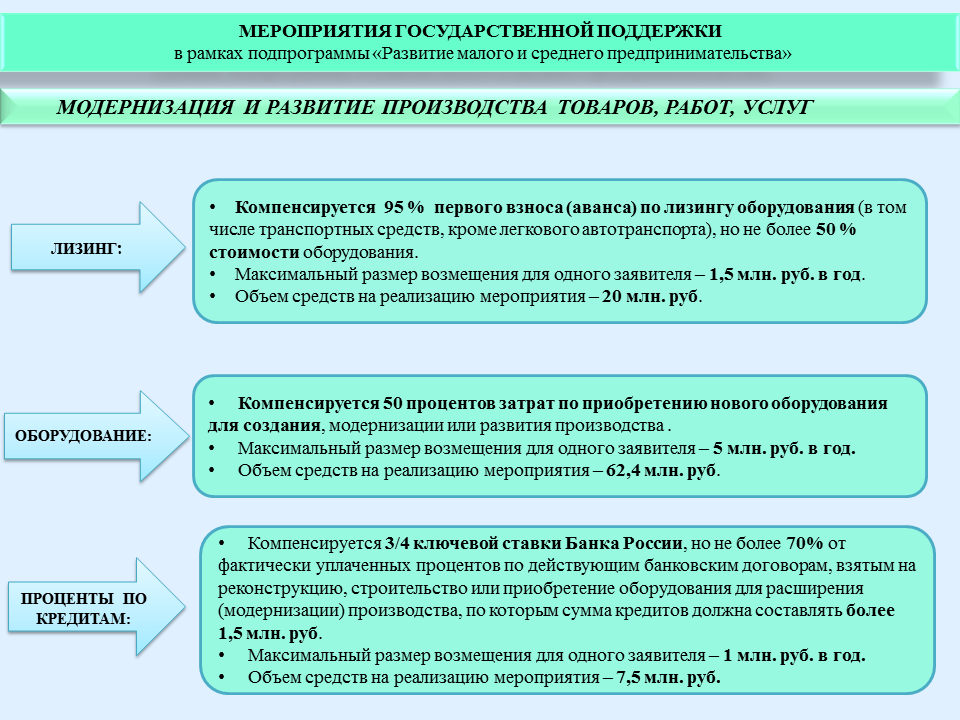 МЕРОПРИЯТИЯ ГОСУДАРСТВЕННОЙ ПОДДЕРЖКИ
в рамках подпрограммы «Развитие малого и среднего предпринимательства»
МОДЕРНИЗАЦИЯ И РАЗВИТИЕ ПРОИЗВОДСТВА ТОВАРОВ, РАБОТ, УСЛУГ
ЛИЗИНГ:
• Компенсируется 95 % первого взноса (аванса) по лизингу оборудования (в том
числе транспортных средств, кроме легкового автотранспорта), но не более 50 %
стоимости оборудования.
• Максимальный размер возмещения для одного заявителя – 1,5 млн. руб. в год.
• Объем средств на реализацию мероприятия – 20 млн. руб.
ОБОРУДОВАНИЕ:
• Компенсируется 50 процентов затрат по приобретению нового оборудования
для создания, модернизации или развития производства .
• Максимальный размер возмещения для одного заявителя – 5 млн. руб. в год.
• Объем средств на реализацию мероприятия – 62,4 млн. руб.
ПРОЦЕНТЫ ПО
КРЕДИТАМ:
• Компенсируется 3/4 ключевой ставки Банка России, но не более 70% от
фактически уплаченных процентов по действующим банковским договорам, взятым на
реконструкцию, строительство или приобретение оборудования для расширения
(модернизации) производства, по которым сумма кредитов должна составлять более
1,5 млн. руб.
• Максимальный размер возмещения для одного заявителя – 1 млн. руб. в год.
• Объем средств на реализацию мероприятия – 7,5 млн. руб.